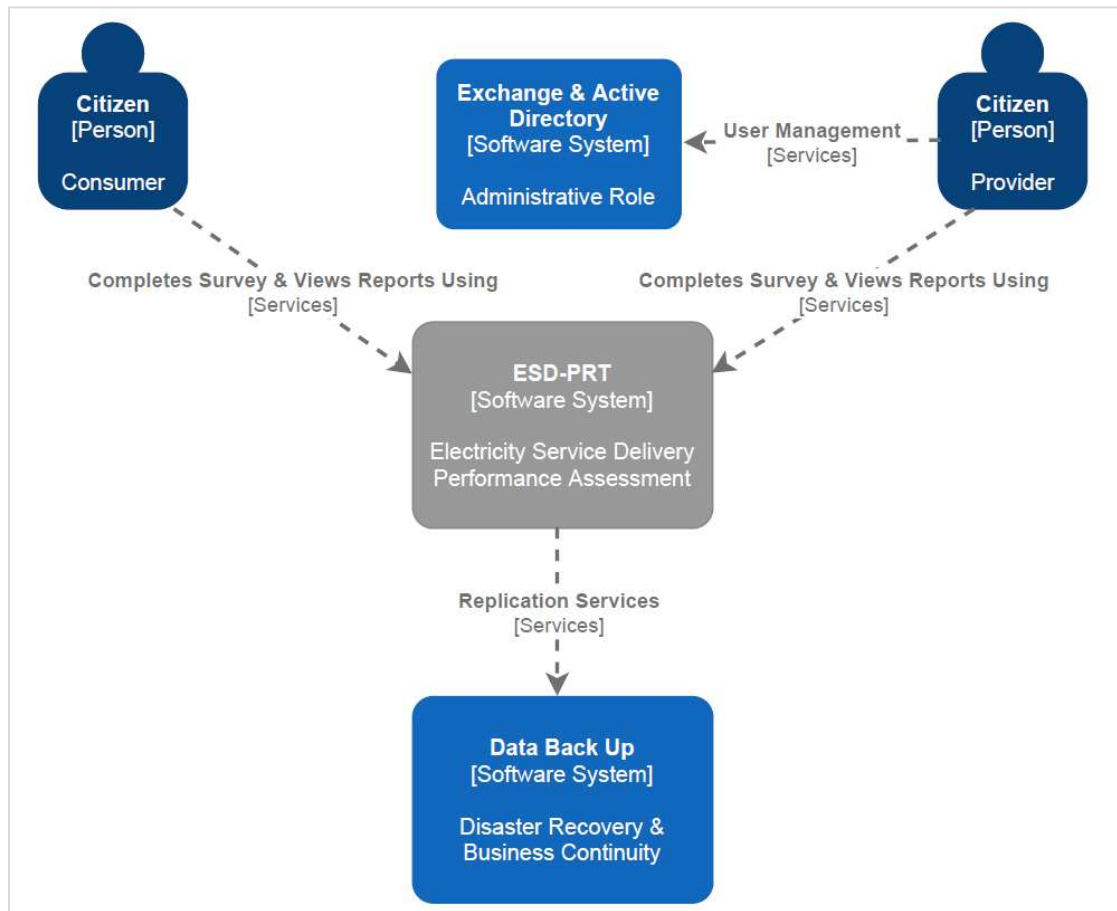 Citizen
[Person]
Consumer
Exchange & Active
Directory
[Software System]
Administrative Role
User Management
[Services]
Citizen
[Person]
Provider
Completes Survey & Views Reports Using
[Services]
Completes Survey & Views Reports Using
[Services]
ESD-PRT
[Software System]
Electricity Service Delivery
Performance Assessment
Replication Services
[Services]
Data Back Up
[Software System]
Disaster Recovery &
Business Continuity